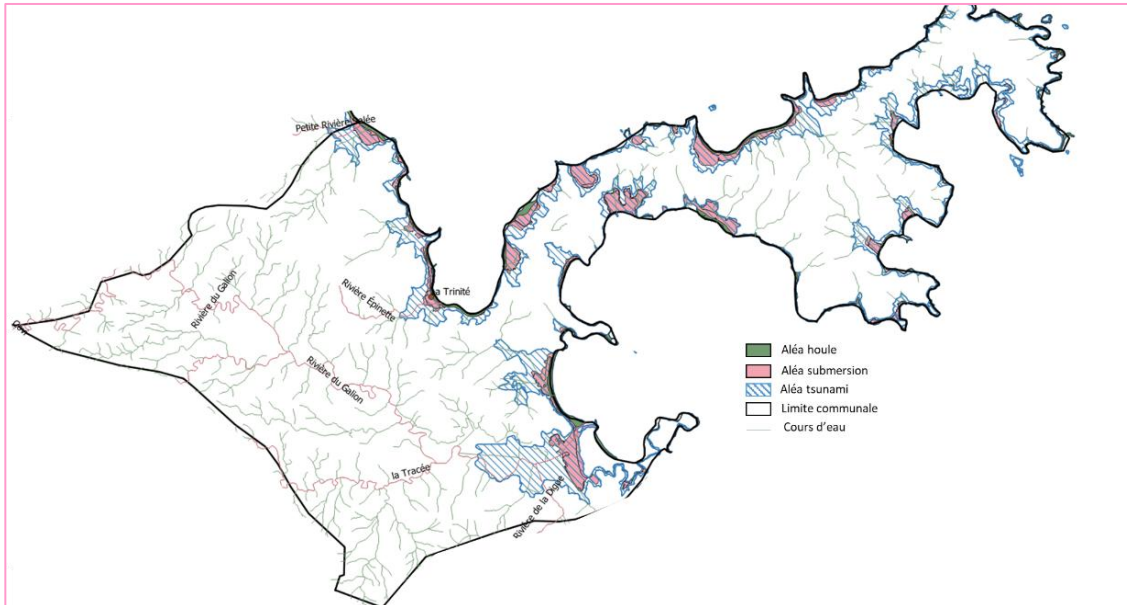 Petite Rivière Salée
Rivière du Galion
Rivière Épinette
la Trinité
Rivière du Galion
la Tracée
Rivière de la Digue
Aléa houle
Aléa submersion
Aléa tsunami
Limite communale
Cours d'eau